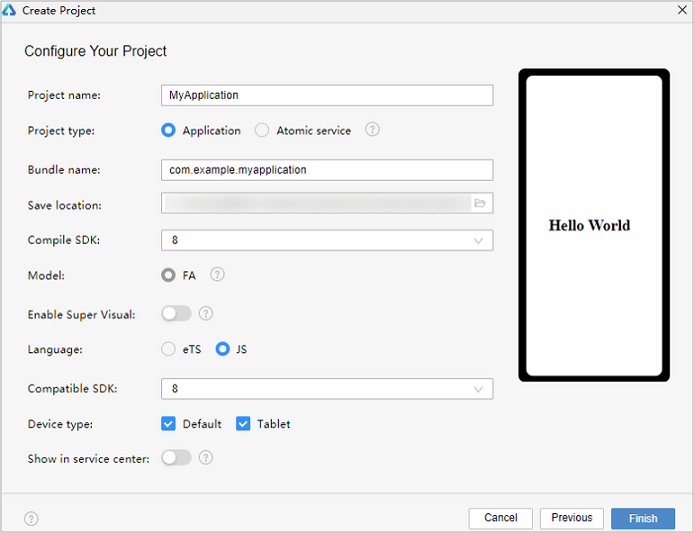 Create Project
Configure Your Project
Project name: MyApplication
Project type: Application Atomic service ?
Bundle name: com.example.myapplication
Save location:
Compile SDK: 8
Model: FA ?
Enable Super Visual: ?
Language: eTS JS
Compatible SDK: 8
Device type: Default Tablet
Show in service center: ?
Hello World
? Cancel Previous Finish